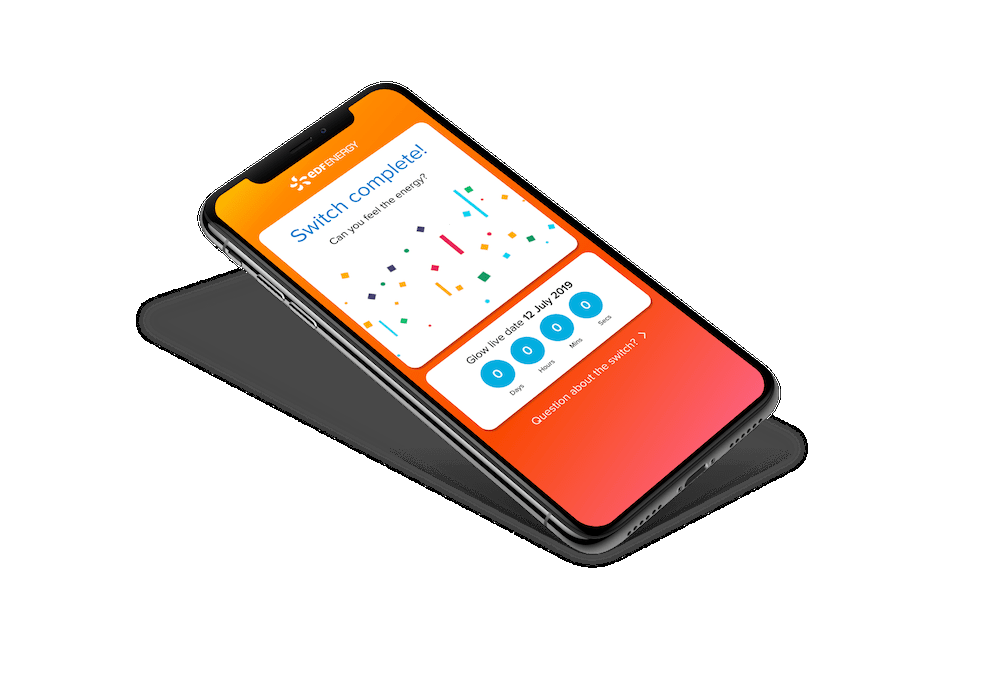 eDF ENERGY
Switch complete!
Can you feel the energy?
Glow live date 12 July 2019
0 0 0 0
Days Hours Mins Secs
Question about the switch? >